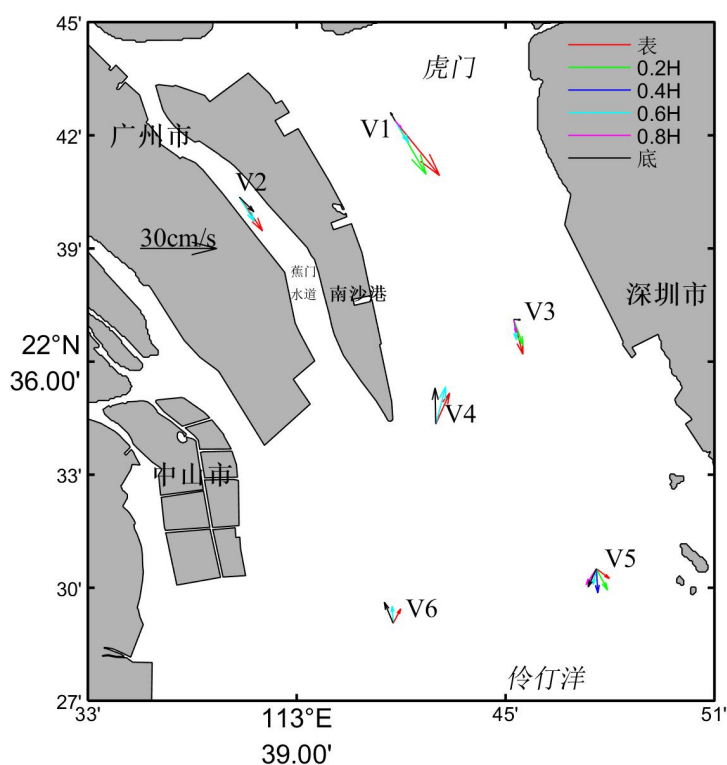 45'
虎门
表
0.2H
0.4H
0.6H
0.8H
底
V1
42'
广州市
V2
30cm/s
39'
蕉门
水道
南沙港
深圳市
V3
22°N
36.00'
V4
33'
中山市
V5
30'
V6
伶仃洋
27'
33'
113°E
39.00'
45'
51'